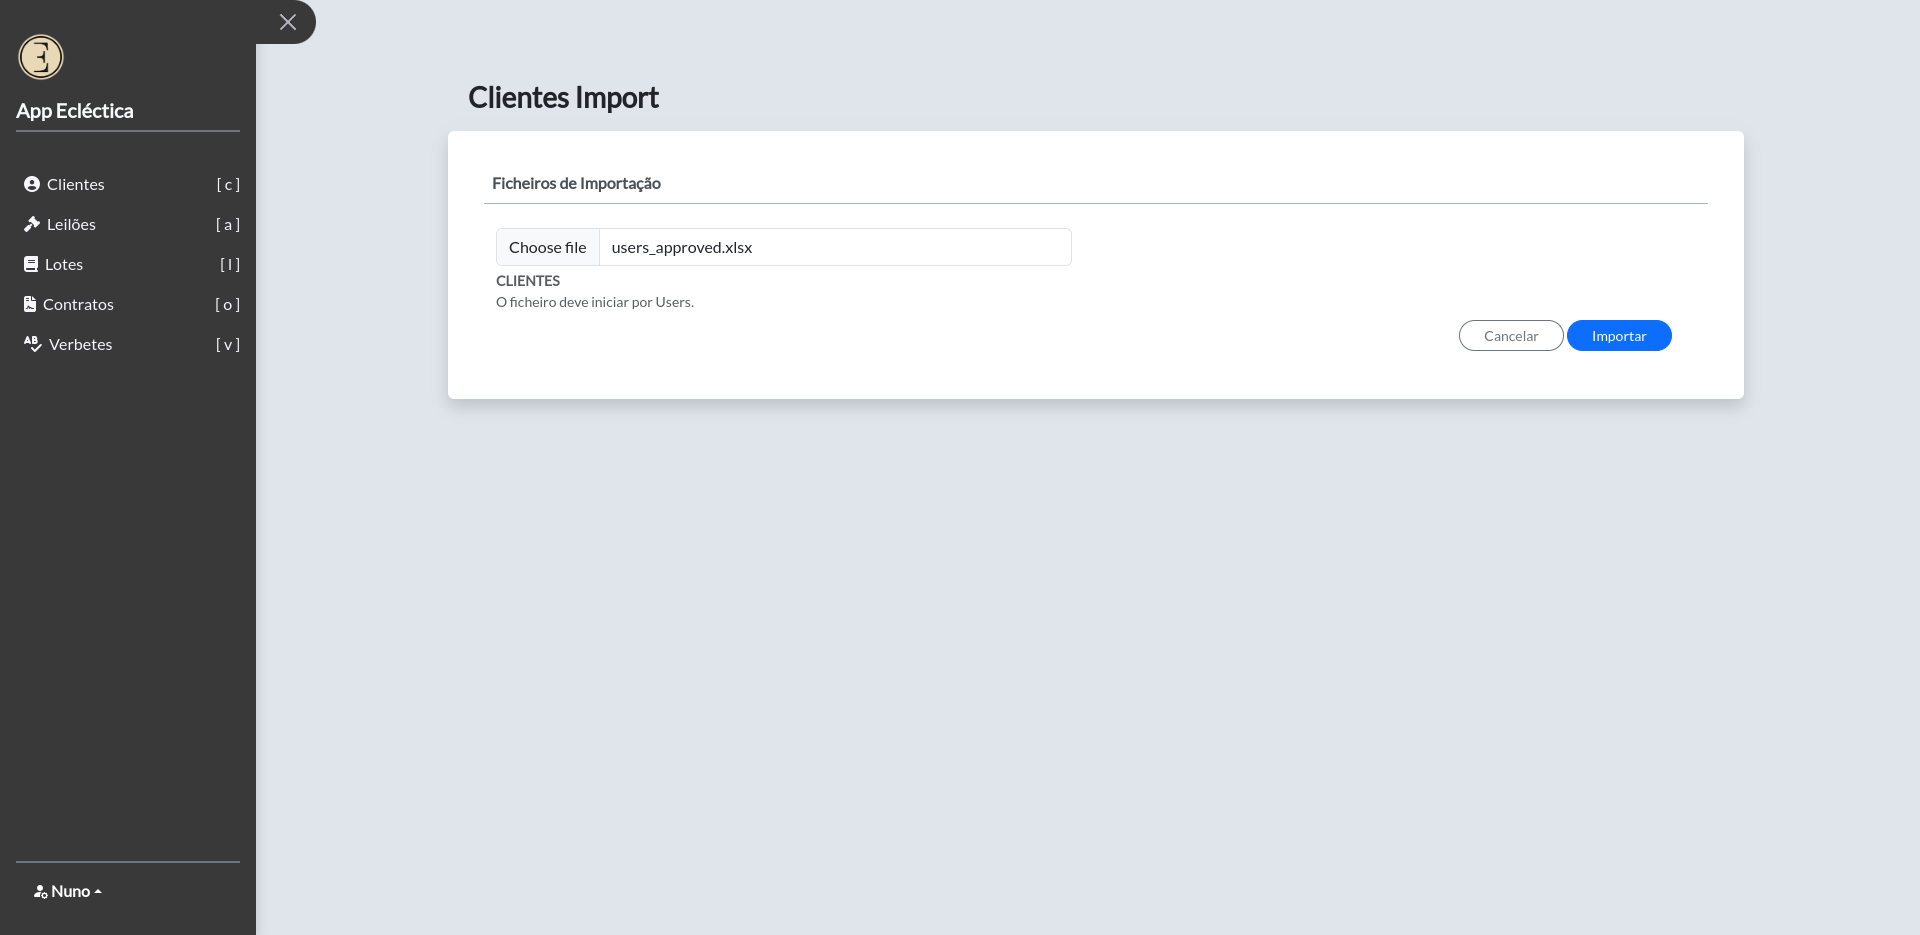 E
App Ecléctica
Clientes [ c ]
Leilões [ a ]
Lotes [ l ]
Contratos [ o ]
Verbetes [ v ]
Nuno
Clientes Import
Ficheiros de Importação
Choose file users_approved.xlsx
CLIENTES
O ficheiro deve iniciar por Users.
Cancelar Importar